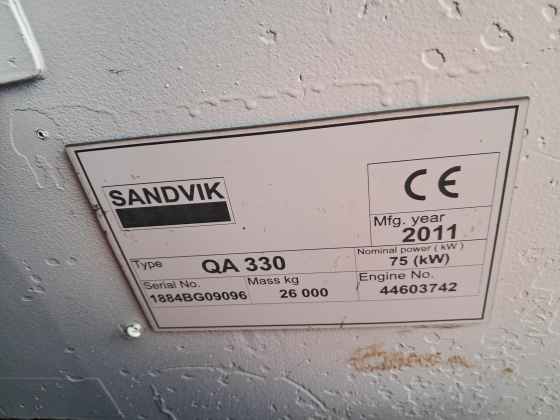 SANDVIK
CE
Mfg. year
2011
Type QA 330
Nominal power ( kW )
75 (kW)
Serial No.
1884BG09096
Mass kg
26 000
Engine No.
44603742